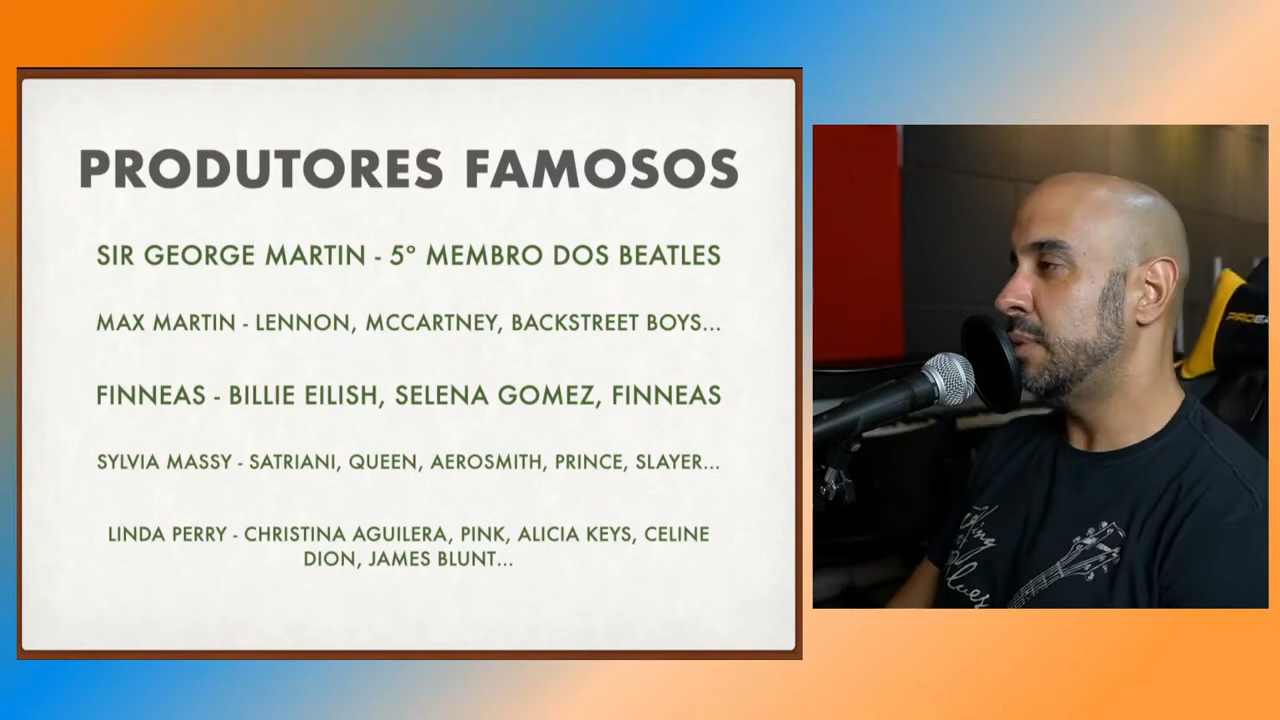 PRODUTORES FAMOSOS
SIR GEORGE MARTIN - 5º MEMBRO DOS BEATLES
MAX MARTIN - LENNON, MCCARTNEY, BACKSTREET BOYS...
FINNEAS - BILLIE EILISH, SELENA GOMEZ, FINNEAS
SYLVIA MASSY - SATRIANI, QUEEN, AEROSMITH, PRINCE, SLAYER...
LINDA PERRY - CHRISTINA AGUILERA, PINK, ALICIA KEYS, CELINE
DION, JAMES BLUNT...